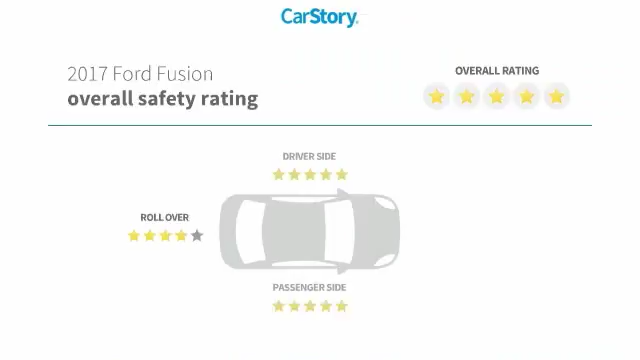 CarStory
2017 Ford Fusion
overall safety rating
OVERALL RATING
DRIVER SIDE
ROLL OVER
PASSENGER SIDE